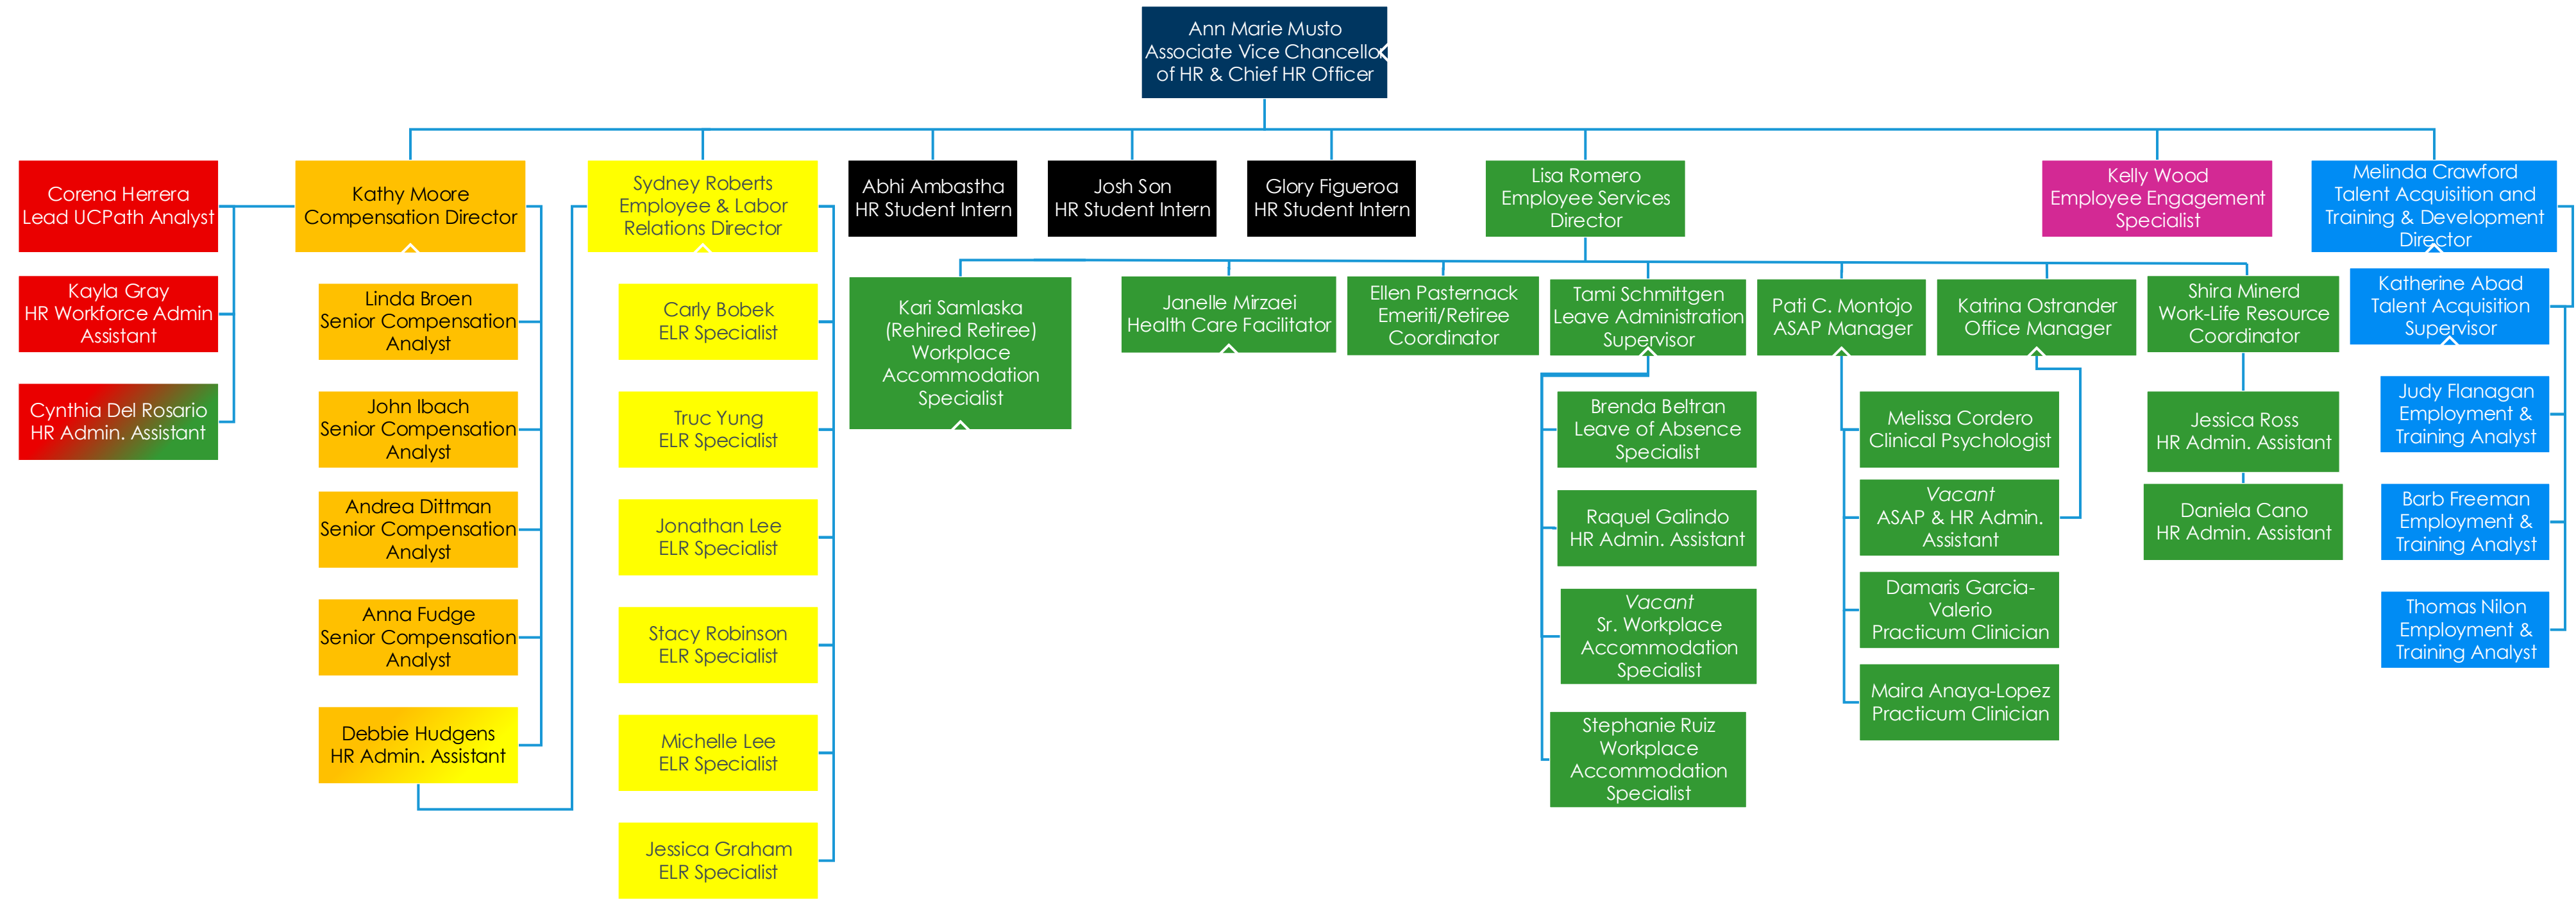 Ann Marie Musto
Associate Vice Chancellor
of HR & Chief HR Officer
Corena Herrera
Lead UCPath Analyst
Kayla Gray
HR Workforce Admin
Assistant
Cynthia Del Rosario
HR Admin. Assistant
Kathy Moore
Compensation Director
Linda Broen
Senior Compensation
Analyst
John Ibach
Senior Compensation
Analyst
Andrea Dittman
Senior Compensation
Analyst
Anna Fudge
Senior Compensation
Analyst
Debbie Hudgens
HR Admin. Assistant
Sydney Roberts
Employee & Labor
Relations Director
Carly Bobek
ELR Specialist
Truc Yung
ELR Specialist
Jonathan Lee
ELR Specialist
Stacy Robinson
ELR Specialist
Michelle Lee
ELR Specialist
Jessica Graham
ELR Specialist
Abhi Ambastha
HR Student Intern
Josh Son
HR Student Intern
Glory Figueroa
HR Student Intern
Lisa Romero
Employee Services
Director
Kari Samlaska
(Rehired Retiree)
Workplace
Accommodation
Specialist
Janelle Mirzaei
Health Care Facilitator
Ellen Pasternack
Emeriti/Retiree
Coordinator
Tami Schmittgen
Leave Administration
Supervisor
Brenda Beltran
Leave of Absence
Specialist
Raquel Galindo
HR Admin. Assistant
Vacant
Sr. Workplace
Accommodation
Specialist
Stephanie Ruiz
Workplace
Accommodation
Specialist
Pati C. Montojo
ASAP Manager
Melissa Cordero
Clinical Psychologist
Vacant
ASAP & HR Admin.
Assistant
Damaris Garcia-
Valerio
Practicum Clinician
Maira Anaya-Lopez
Practicum Clinician
Katrina Ostrander
Office Manager
Shira Minerd
Work-Life Resource
Coordinator
Jessica Ross
HR Admin. Assistant
Daniela Cano
HR Admin. Assistant
Kelly Wood
Employee Engagement
Specialist
Melinda Crawford
Talent Acquisition and
Training & Development
Director
Katherine Abad
Talent Acquisition
Supervisor
Judy Flanagan
Employment &
Training Analyst
Barb Freeman
Employment &
Training Analyst
Thomas Nilon
Employment &
Training Analyst